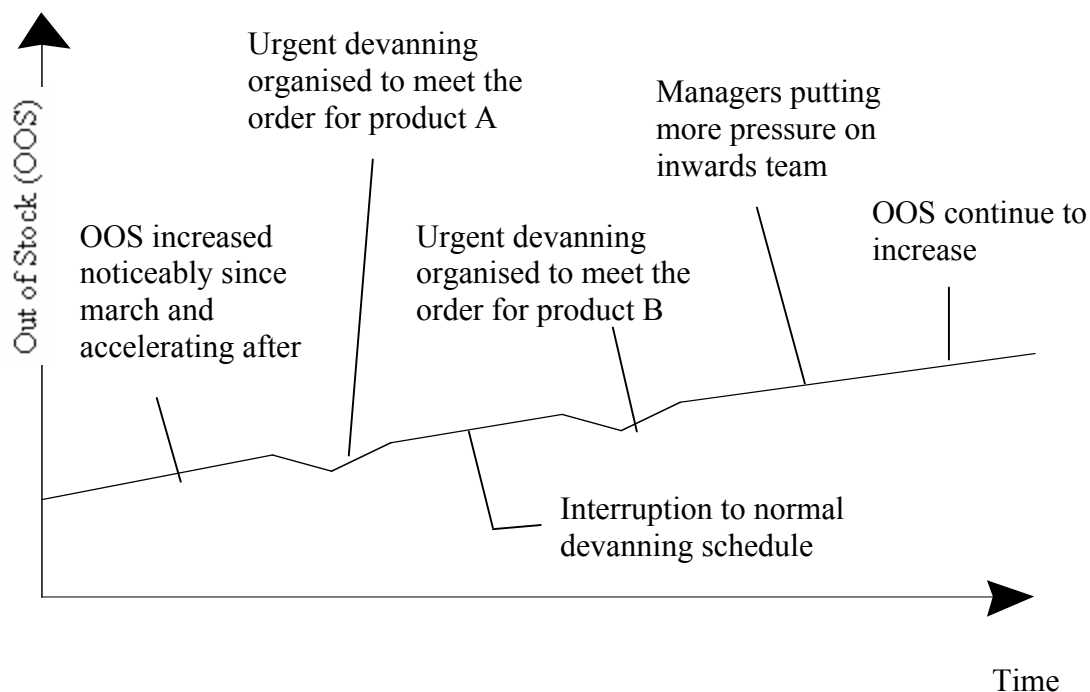 Out of Stock (OOS)
OOS increased
noticeably since
march and
accelerating after
Urgent devanning
organised to meet the
order for product A
Urgent devanning
organised to meet the
order for product B
Interruption to normal
devanning schedule
Managers putting
more pressure on
inwards team
OOS continue to
increase
Time